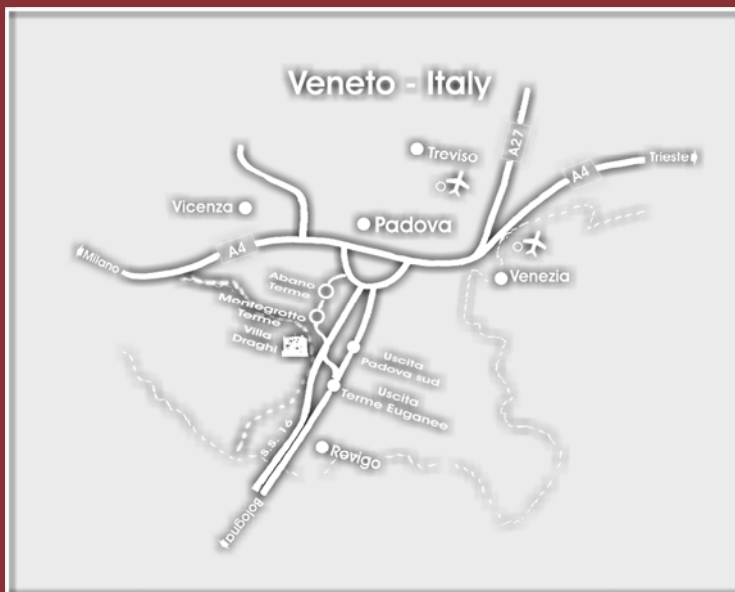 Veneto - Italy
A27
Treviso
A4
Trieste
Vicenza
Padova
A4
Milano
Venezia
Abano
Terme
Montegrotto
Terme
Villa
Draghi
Uscita
Padova sud
Uscita
Terme Euganee
S.S. 16
Rovigo
Bologna